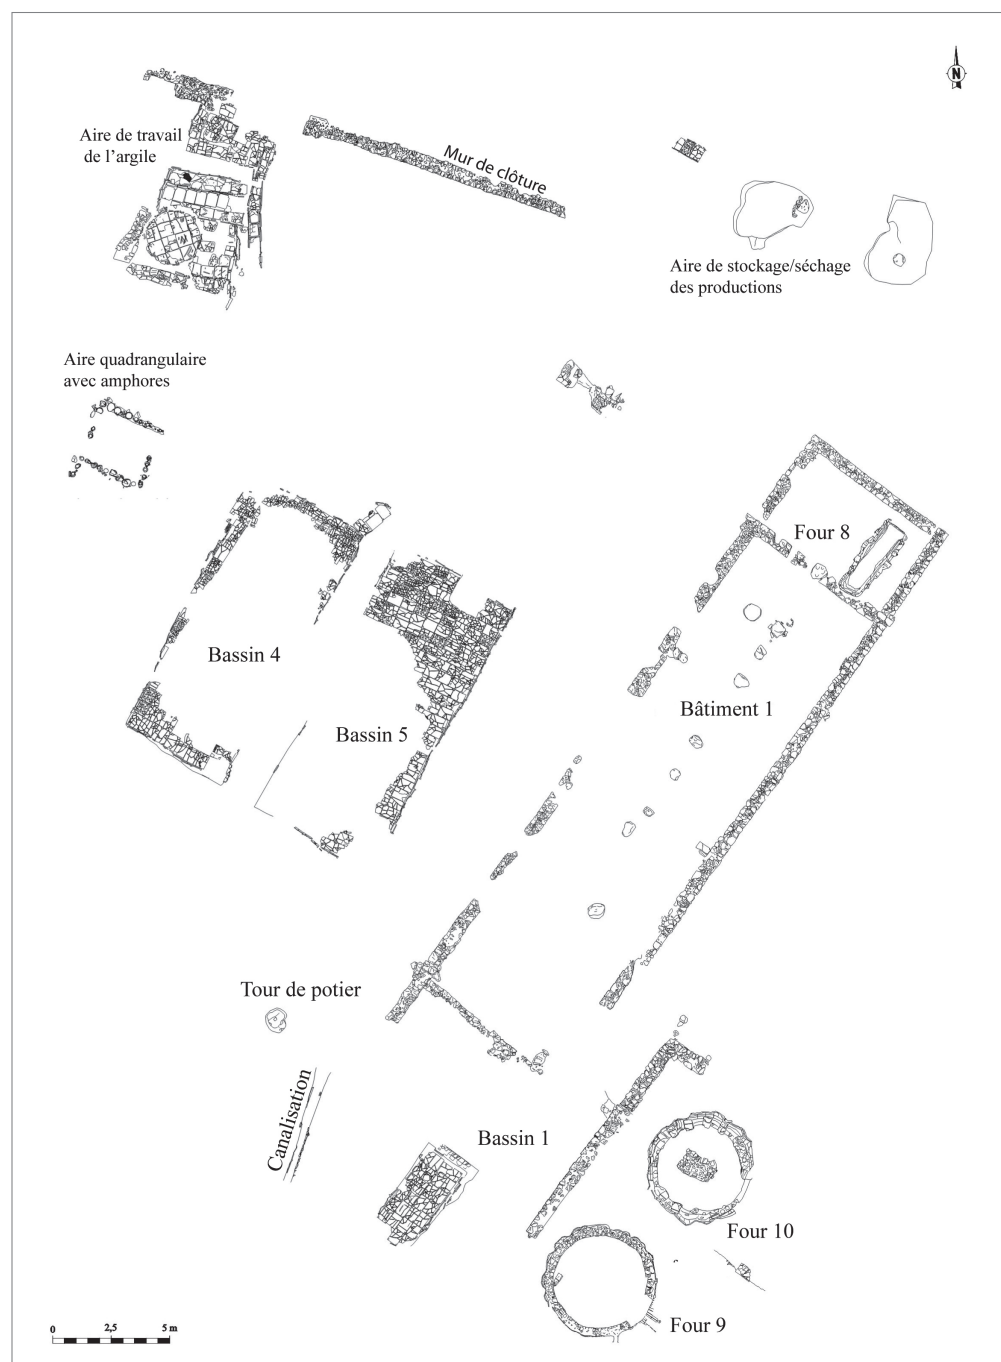 N
Aire de travail
de l’argile
Mur de clôture
Aire de stockage/séchage
des productions
Aire quadrangulaire
avec amphores
Four 8
Bassin 4
Bâtiment 1
Bassin 5
Tour de potier
Canalisation
Bassin 1
Four 10
Four 9
0 2,5 5 m